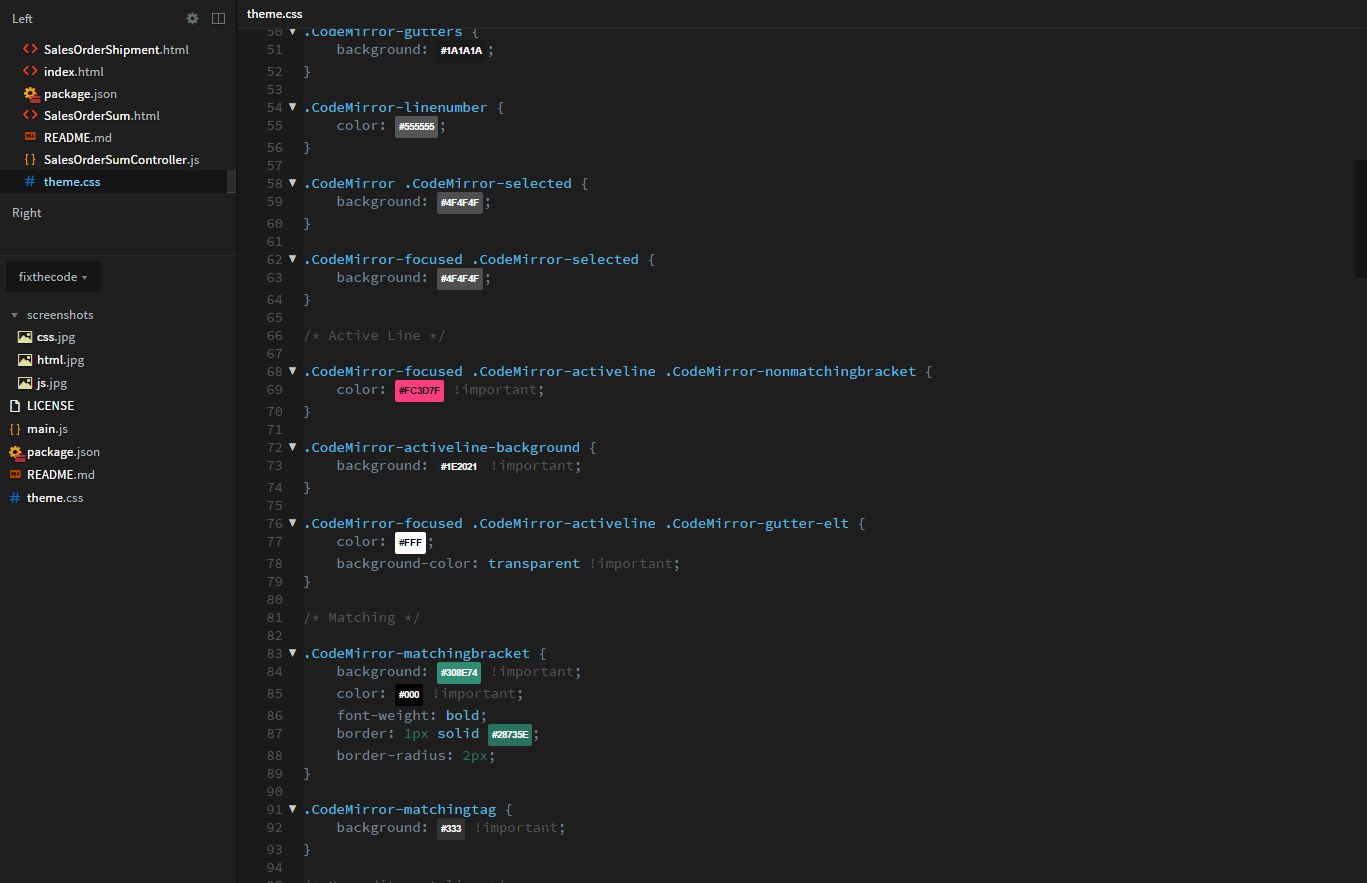 Left
SalesOrderShipment.html
index.html
package.json
SalesOrderSum.html
README.md
SalesOrderSumController.js
theme.css
Right
fixthecode
screenshots
css.jpg
html.jpg
js.jpg
LICENSE
main.js
package.json
README.md
theme.css
theme.css
50 .CodeMirror-gutters {
51 background: #1A1A1A ;
52 }
53
54 .CodeMirror-linenumber {
55 color: #555555 ;
56 }
57
58 .CodeMirror .CodeMirror-selected {
59 background: #4F4F4F ;
60 }
61
62 .CodeMirror-focused .CodeMirror-selected {
63 background: #4F4F4F ;
64 }
65
66 /* Active Line */
67
68 .CodeMirror-focused .CodeMirror-activeline .CodeMirror-nonmatchingbracket {
69 color: #FC3D7F !important;
70 }
71
72 .CodeMirror-activeline-background {
73 background: #1E2021 !important;
74 }
75
76 .CodeMirror-focused .CodeMirror-activeline .CodeMirror-gutter-elt {
77 color: #FFF ;
78 background-color: transparent !important;
79 }
80
81 /* Matching */
82
83 .CodeMirror-matchingbracket {
84 background: #308E74 !important;
85 color: #000 !important;
86 font-weight: bold;
87 border: 1px solid #28735E ;
88 border-radius: 2px;
89 }
90
91 .CodeMirror-matchingtag {
92 background: #333 !important;
93 }
94